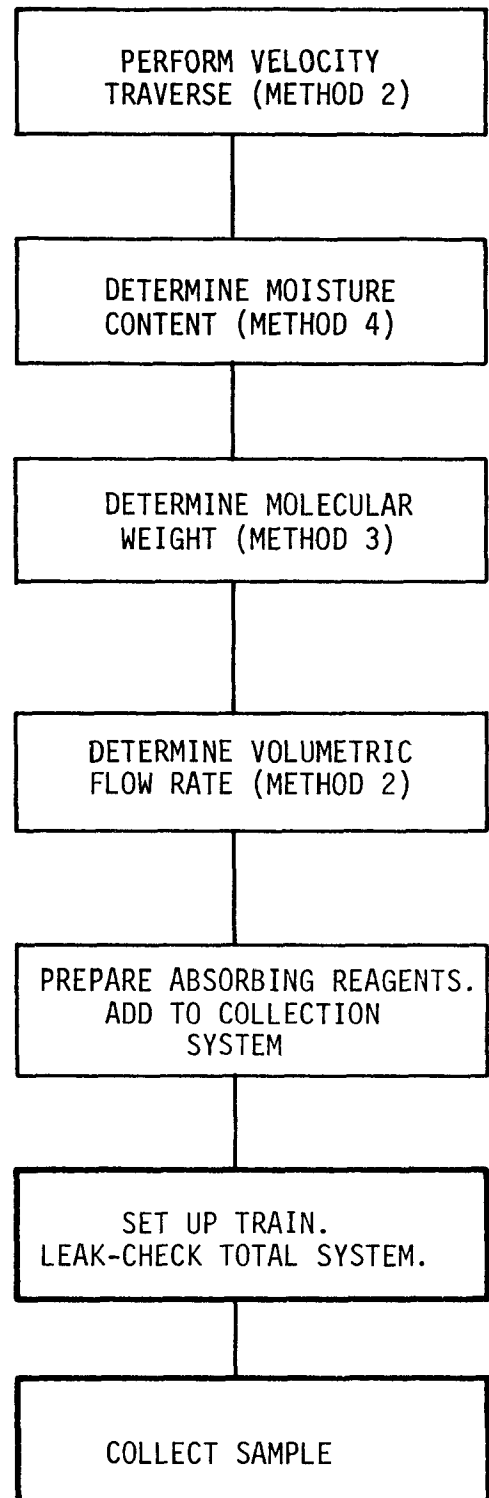 PERFORM VELOCITY
TRAVERSE (METHOD 2)
DETERMINE MOISTURE
CONTENT (METHOD 4)
DETERMINE MOLECULAR
WEIGHT (METHOD 3)
DETERMINE VOLUMETRIC
FLOW RATE (METHOD 2)
PREPARE ABSORBING REAGENTS.
ADD TO COLLECTION
SYSTEM
SET UP TRAIN.
LEAK-CHECK TOTAL SYSTEM.
COLLECT SAMPLE